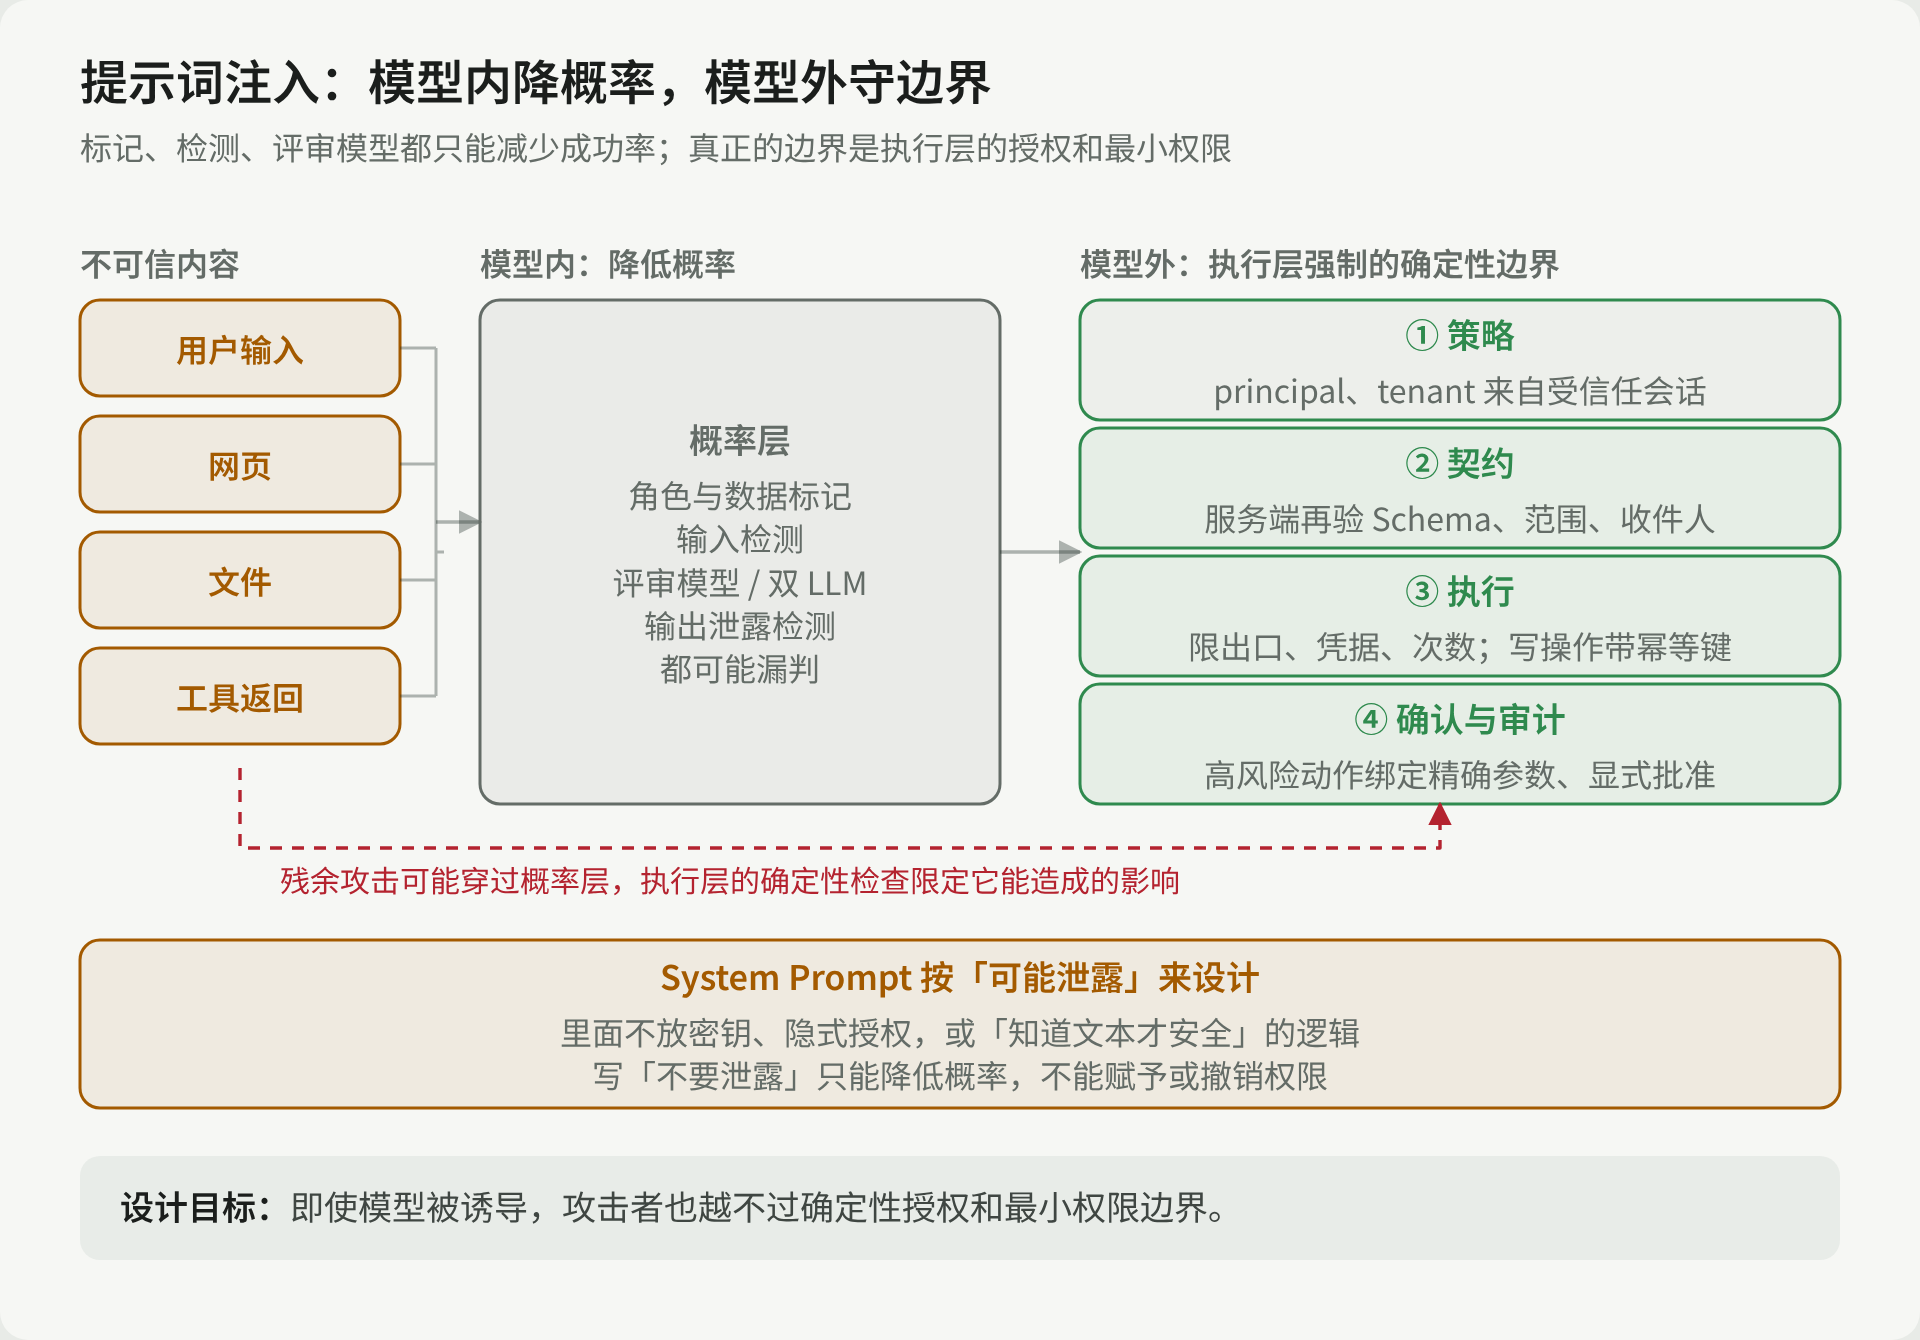 提示词注入：模型内降概率，模型外守边界
标记、检测、评审模型都只能减少成功率；真正的边界是执行层的授权和最小权限
不可信内容
用户输入
网页
文件
工具返回
模型内：降低概率
概率层
角色与数据标记
输入检测
评审模型 / 双 LLM
输出泄露检测
都可能漏判
模型外：执行层强制的确定性边界
① 策略
principal、tenant 来自受信任会话
② 契约
服务端再验 Schema、范围、收件人
③ 执行
限出口、凭据、次数；写操作带幂等键
④ 确认与审计
高风险动作绑定精确参数、显式批准
残余攻击可能穿过概率层，执行层的确定性检查限定它能造成的影响
System Prompt 按「可能泄露」来设计
里面不放密钥、隐式授权，或「知道文本才安全」的逻辑
写「不要泄露」只能降低概率，不能赋予或撤销权限
设计目标：即使模型被诱导，攻击者也越不过确定性授权和最小权限边界。